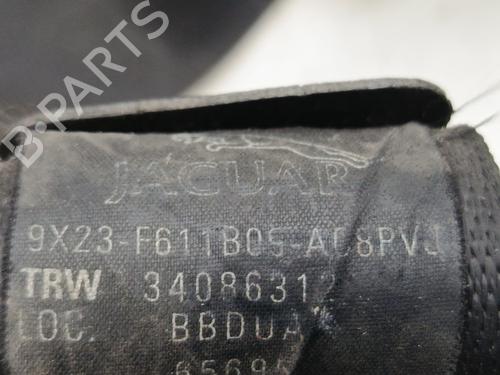 B-PARTS
JAGUAR
9X23-F611B05-AC8PVJ
TRW 34086312
LOC. BBDUA